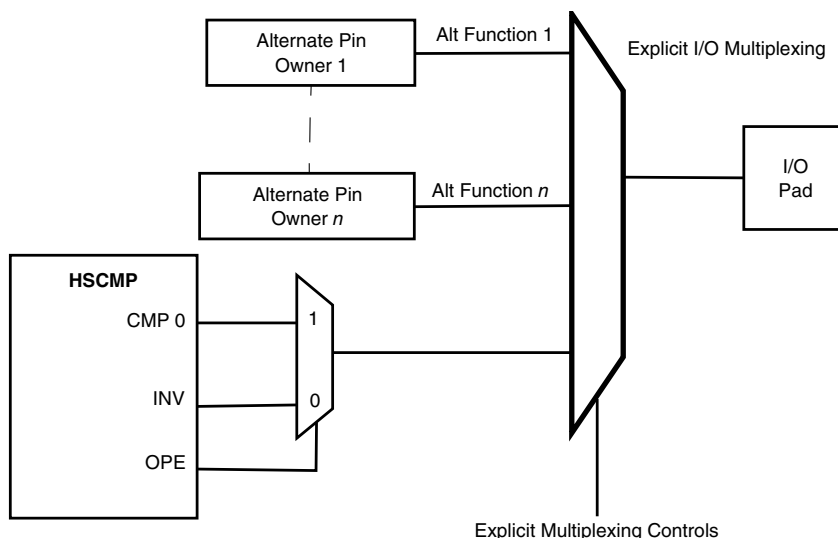 Alternate Pin
Owner 1
Alt Function 1
Explicit I/O Multiplexing
I/O
Pad
Alternate Pin
Owner n
Alt Function n
HSCMP
CMP 0
1
INV
0
OPE
Explicit Multiplexing Controls